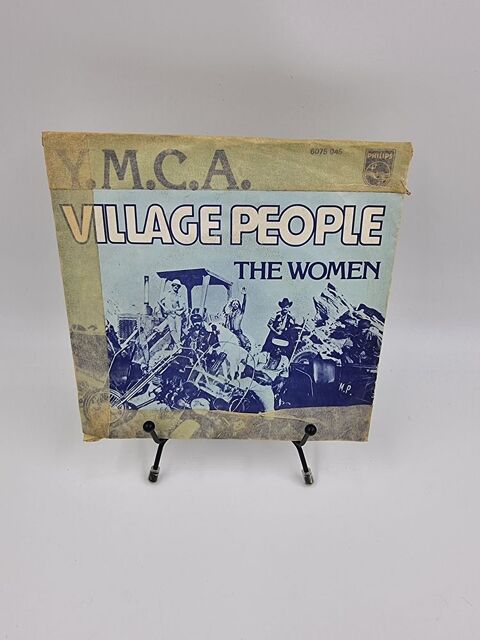 Y.M.C.A.
6075 045
PHILIPS
VILLAGE PEOPLE
THE WOMEN
M.P.